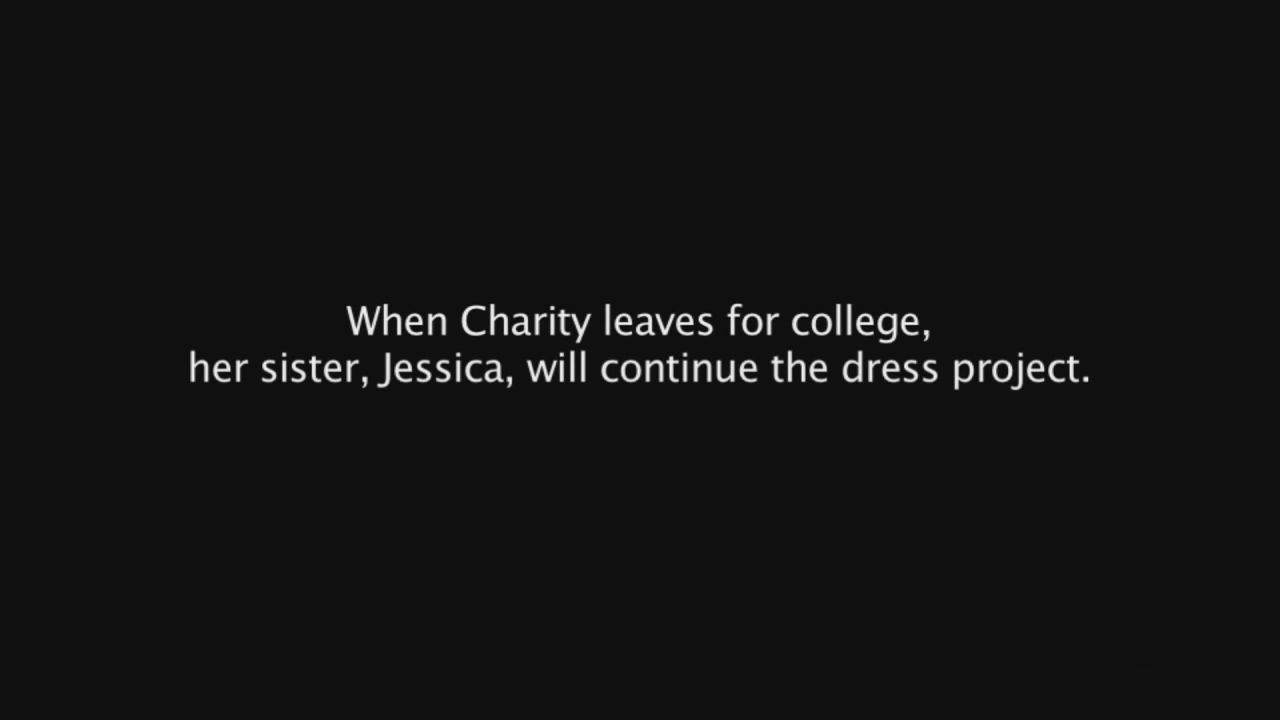 When Charity leaves for college,
her sister, Jessica, will continue the dress project.